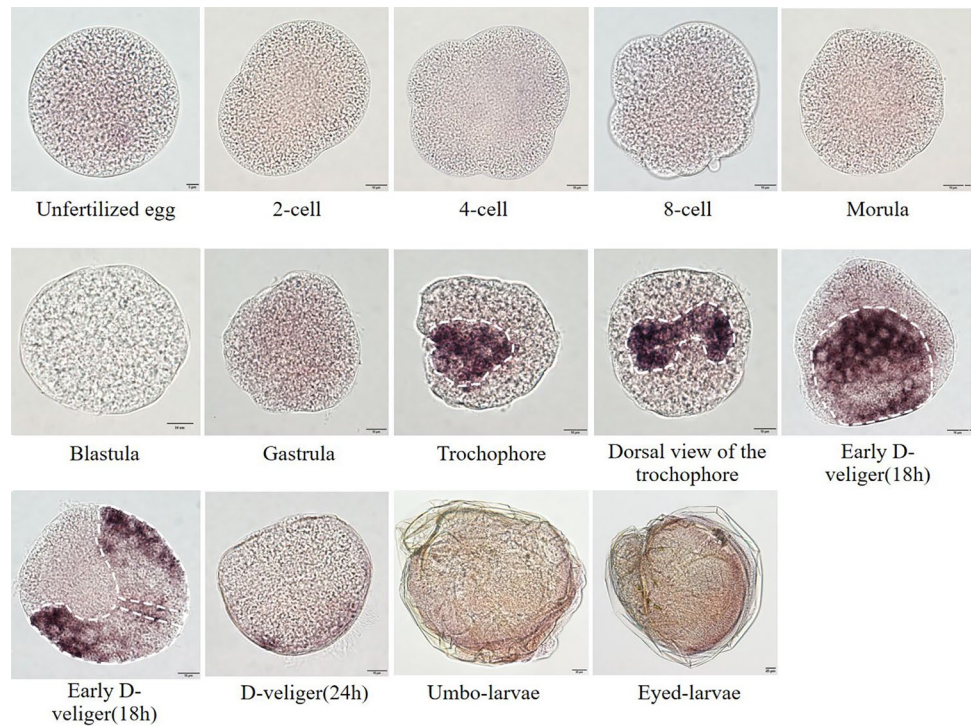 Unfertilized egg
2-cell
4-cell
8-cell
Morula
Blastula
Gastrula
Trochophore
Dorsal view of the
trochophore
Early D-
veliger(18h)
Early D-
veliger(18h)
D-veliger(24h)
Umbo-larvae
Eyed-larvae